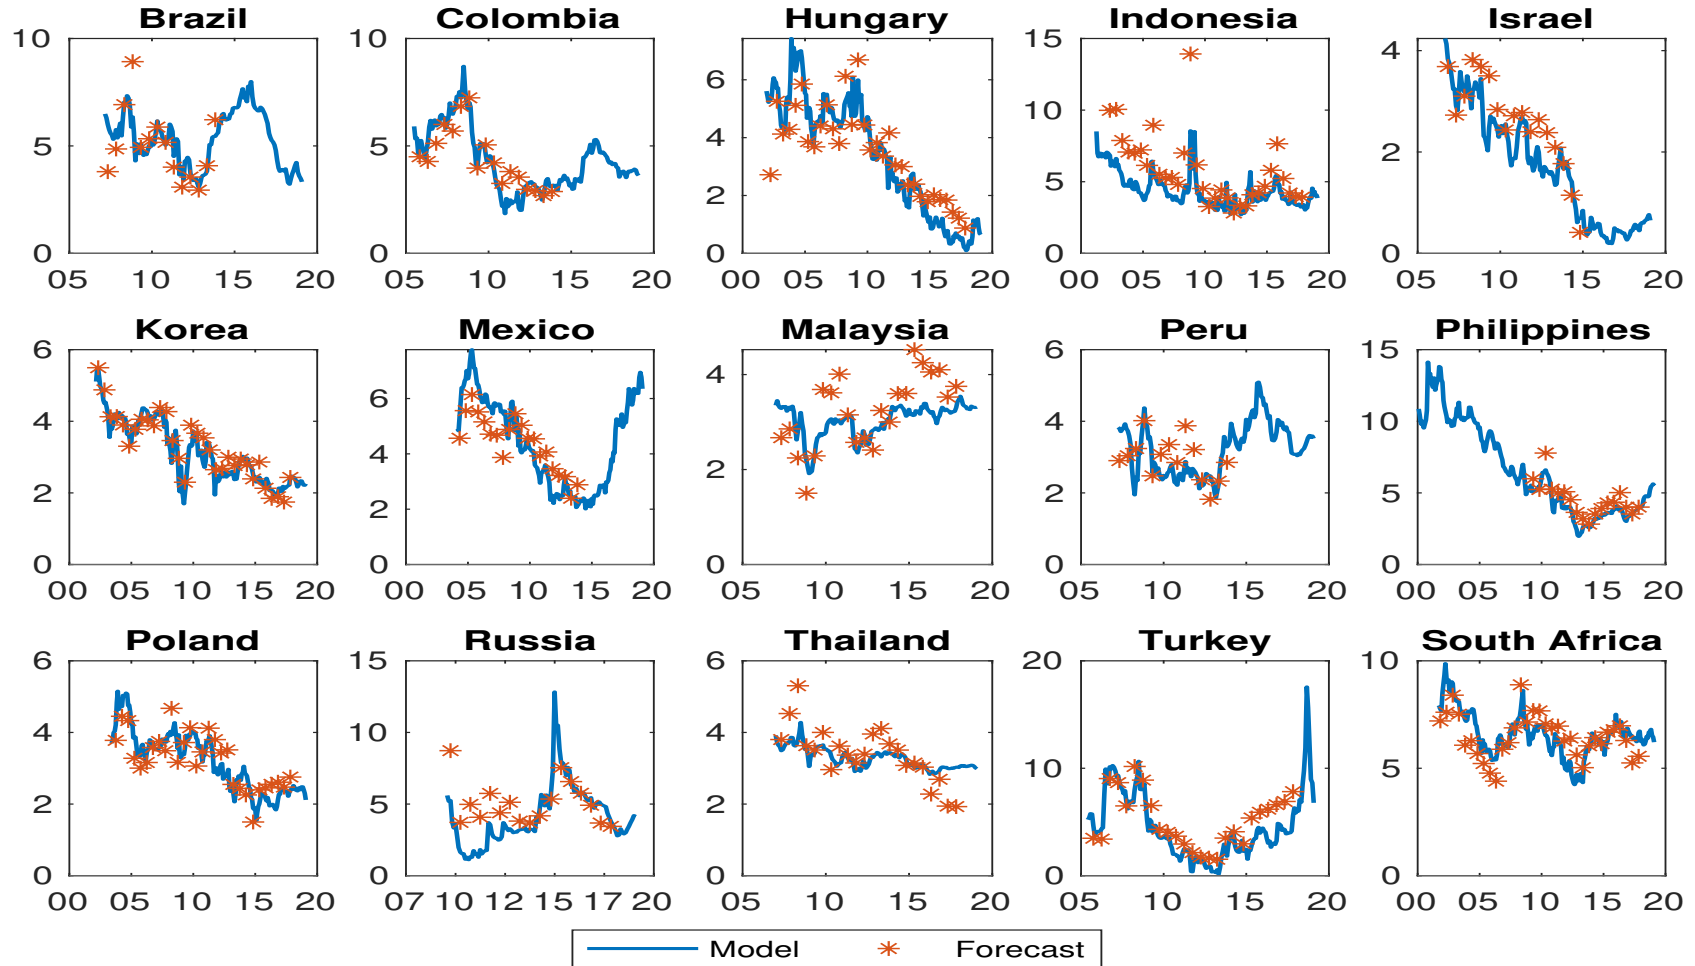 Brazil Colombia Hungary Indonesia Israel
10 10 6 15 4
5 5 4 10 2
2 5
0 0 0 0 0
05 10 15 20 05 10 15 20 00 05 10 15 20 00 05 10 15 20 05 10 15 20
Korea Mexico Malaysia Peru Philippines
6 6 4 6 15
4 4 2 4 10
2 2 2 5
0 0 0 0 0
00 05 10 15 20 00 05 10 15 20 05 10 15 20 05 10 15 20 00 05 10 15 20
Poland Russia Thailand Turkey South Africa
6 15 6 20 10
4 10 4 10 5
2 5 2
0 0 0 0 0
00 05 10 15 20 07 10 12 15 17 20 00 05 10 15 20 05 10 15 20 00 05 10 15 20
Model Forecast